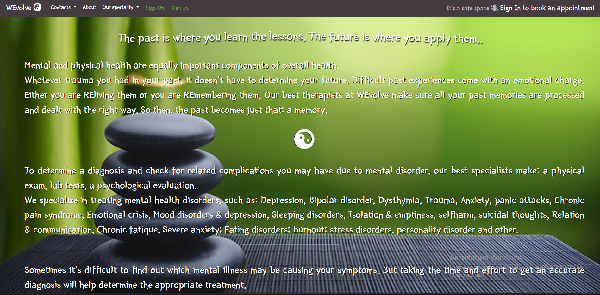 WEvolve Contacts About Our speciality Sign Up Sign In It's a safe space Sign In to book an appointment
The past is where you learn the lessons. The future is where you apply them..
Mental and physical health are equally important components of overall health.
Whatever trauma you had in your past, it doesn't have to determine your future. Difficult past experiences come with an emotional charge.
Either you are RELiving them or you are REmembering them. Our best therapists at WEvolve make sure all your past memories are processed
and dealt with the right way. So then, the past becomes just that: a memory.
To determine a diagnosis and check for related complications you may have due to mental disorder, our best specialists make: a physical
exam, lab tests, a psychological evaluation.
We specialize in treating mental health disorders, such as: Depression, Bipolar disorder, Dysthymia, Trauma, Anxiety, panic attacks, Chronic
pain syndrome, Emotional crisis, Mood disorders & depression, Sleeping disorders, Isolation & emptiness, selfharm, suicidal thoughts, Relation
& communication, Chronic fatique, Severe anxiety; Eating disorders; burnout; stress disorders, personality disorder and other.
Sometimes it's difficult to find out which mental illness may be causing your symptoms. But taking the time and effort to get an accurate
diagnosis will help determine the appropriate treatment.